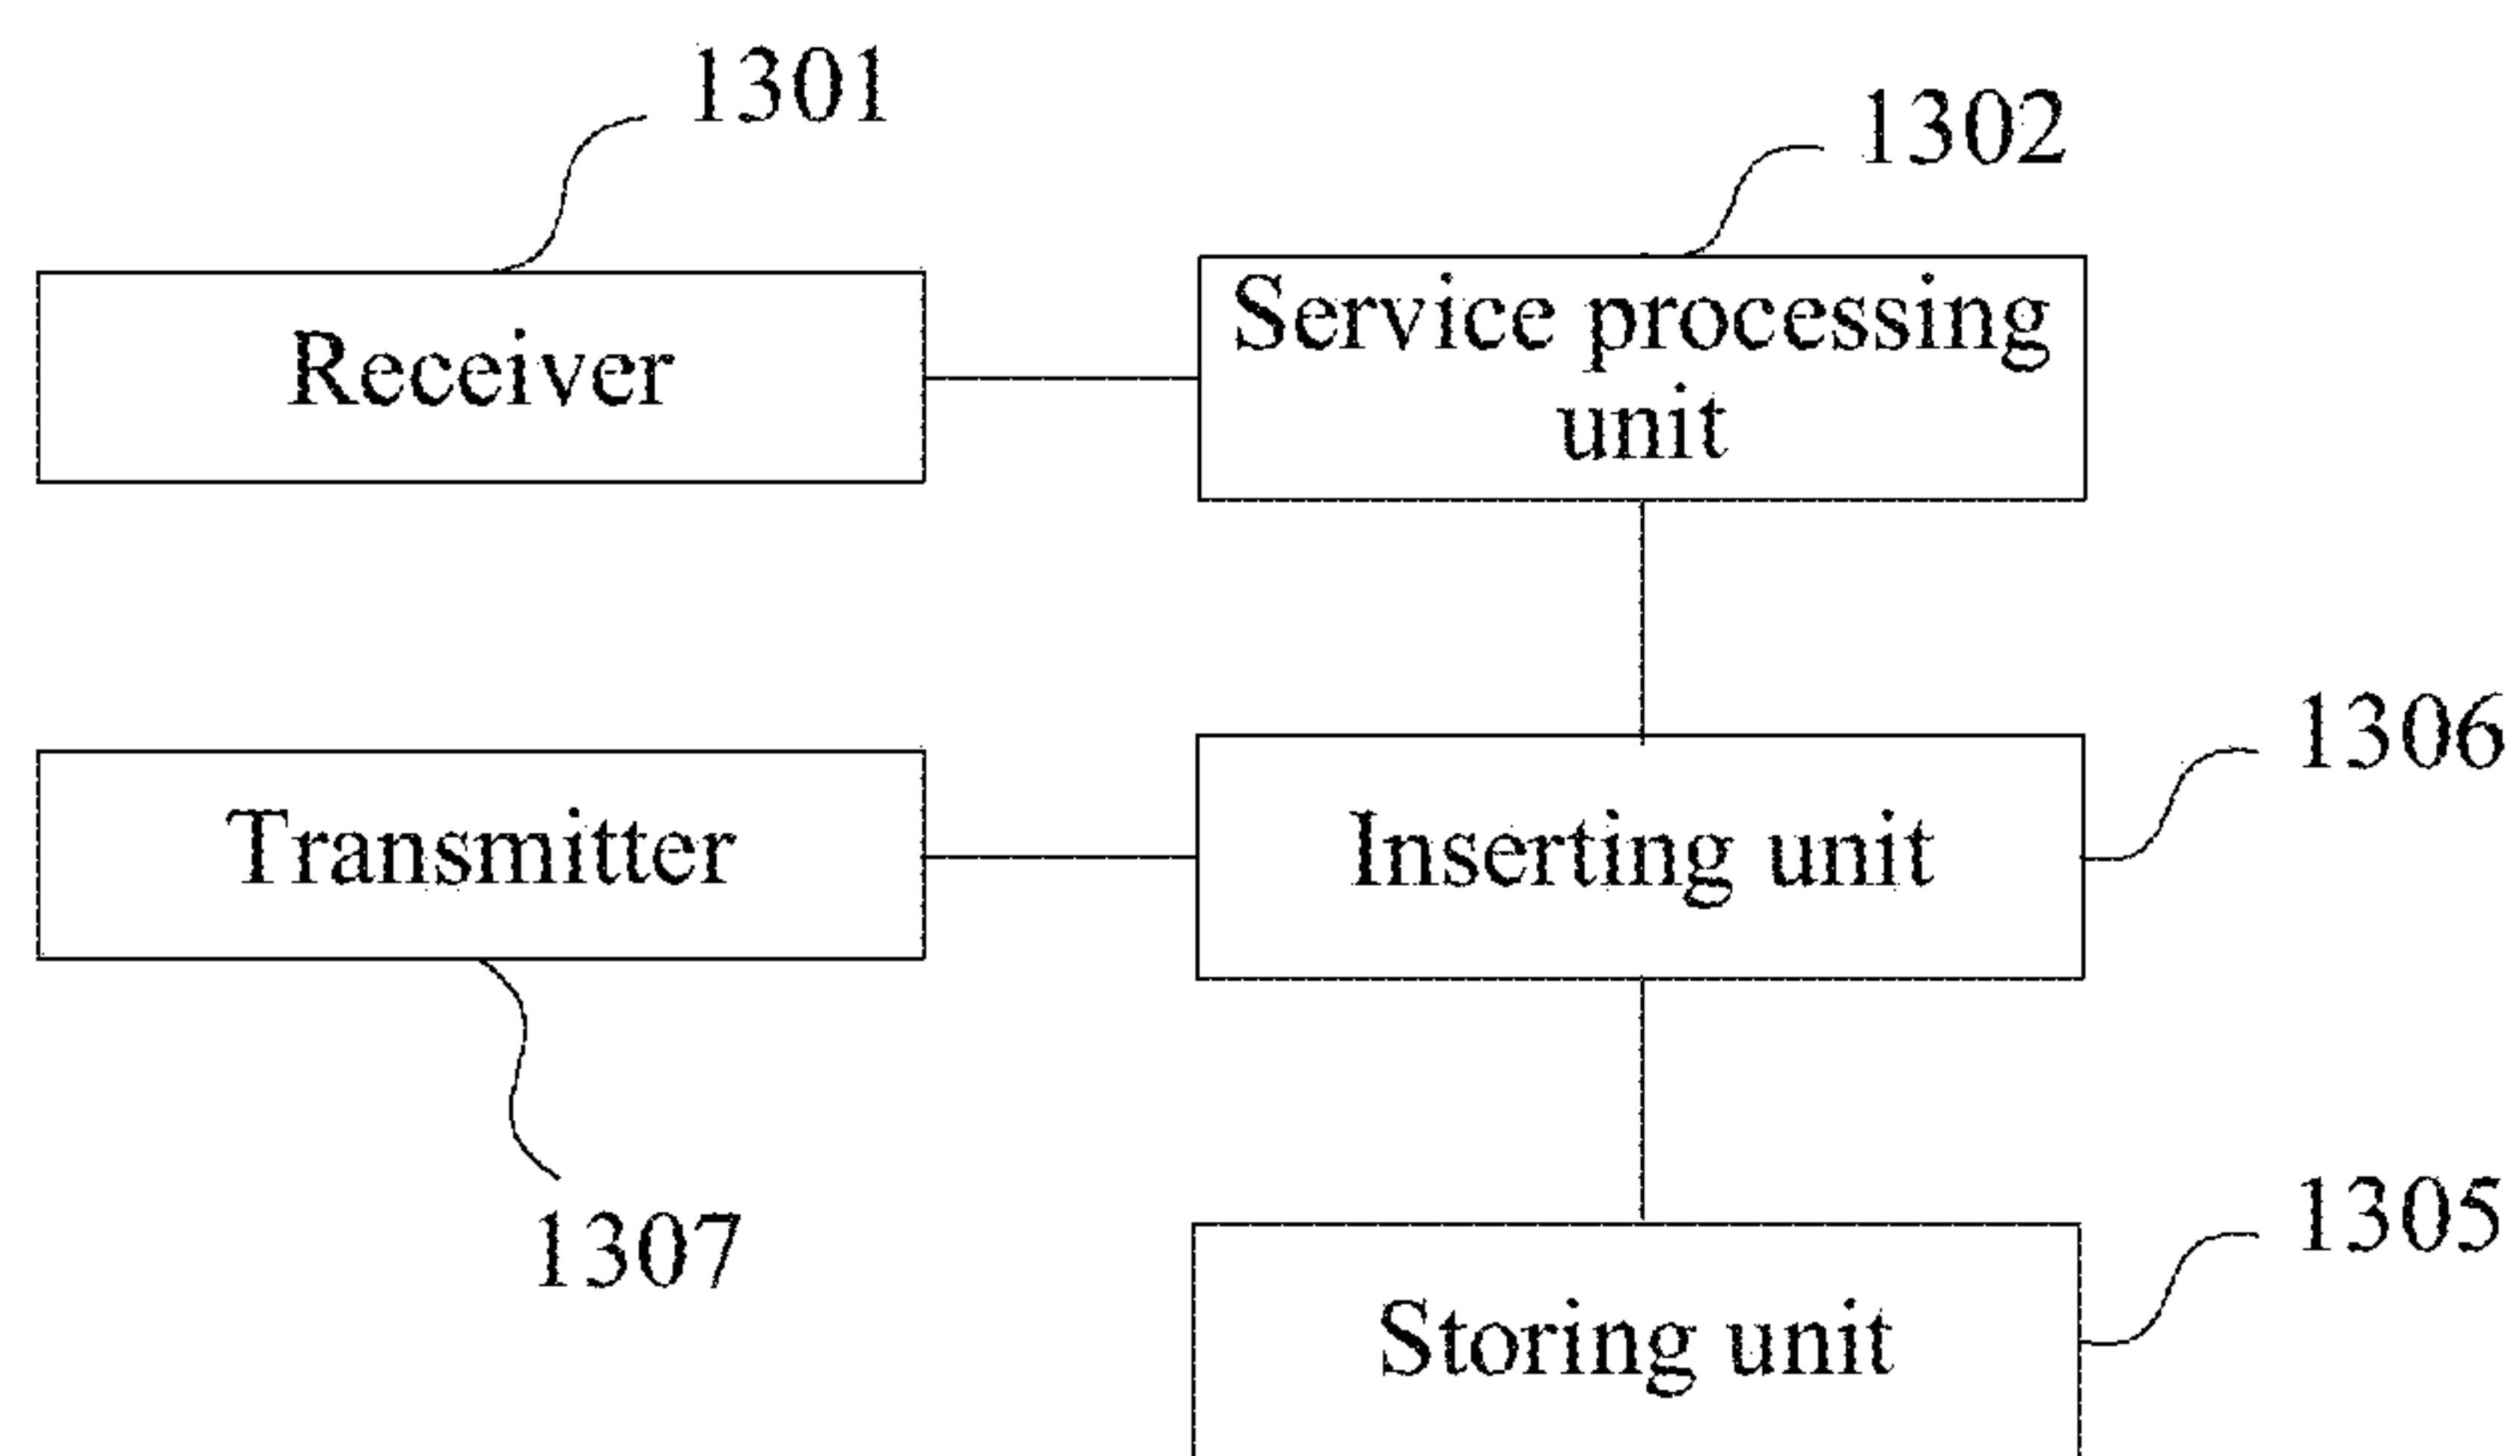 1301
1302
Receiver
Service processing
unit
1306
Transmitter
Inserting unit
1307
1305
Storing unit